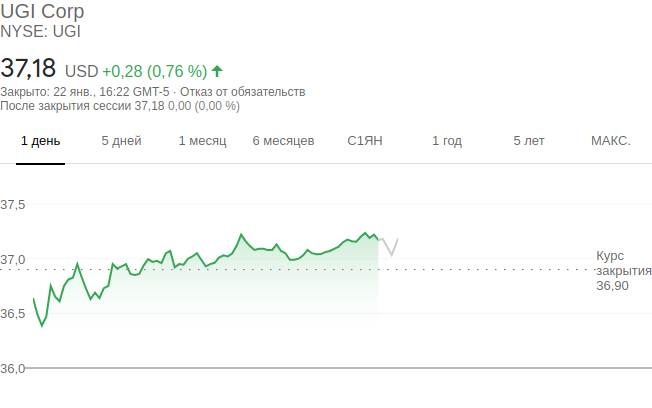 UGI Corp
NYSE: UGI
37,18 USD +0,28 (0,76 %)
Закрыто: 22 янв., 16:22 GMT-5 · Отказ от обязательств
После закрытия сессии 37,18 0,00 (0,00 %)
1 день 5 дней 1 месяц 6 месяцев С1ЯН 1 год 5 лет МАКС.
37,5
37,0
36,5
36,0
Курс
закрытия
36,90